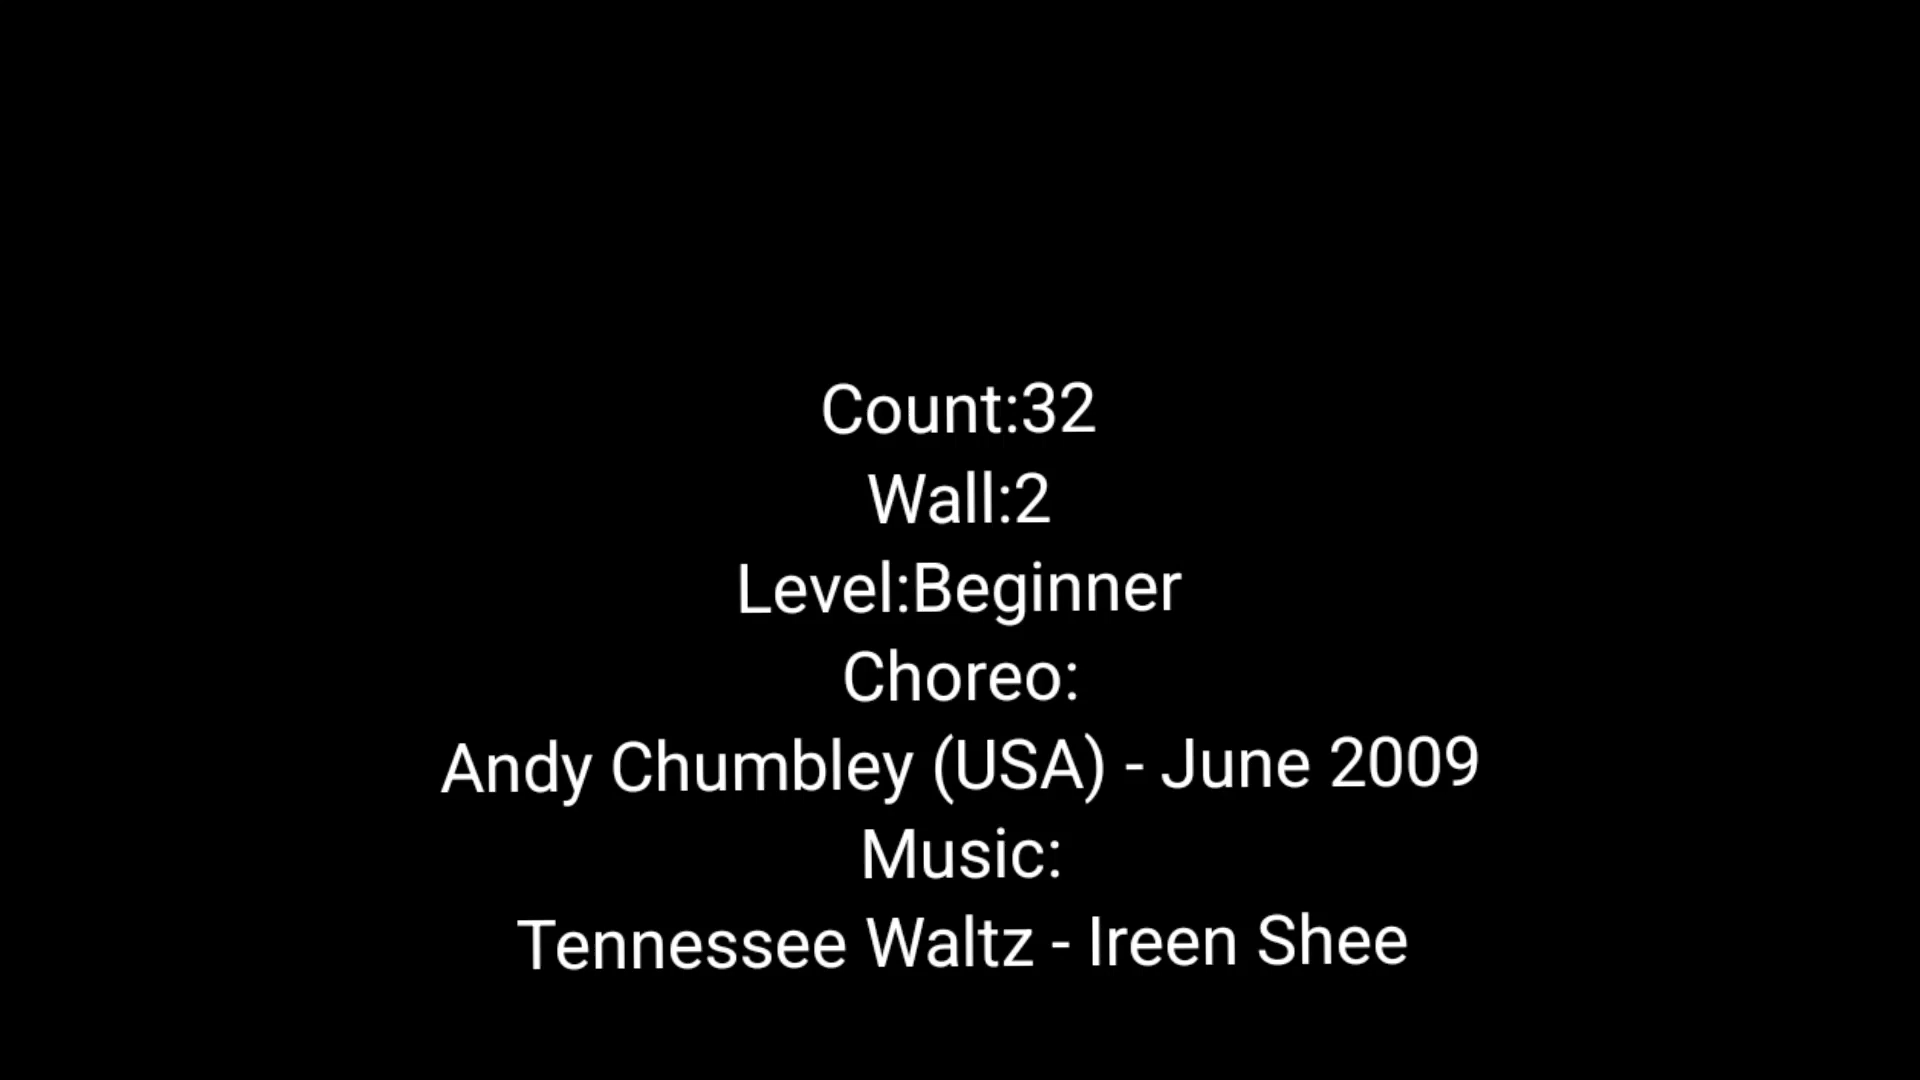 Count:32
Wall:2
Level:Beginner
Choreo:
Andy Chumbley (USA) - June 2009
Music:
Tennessee Waltz - Ireen Shee